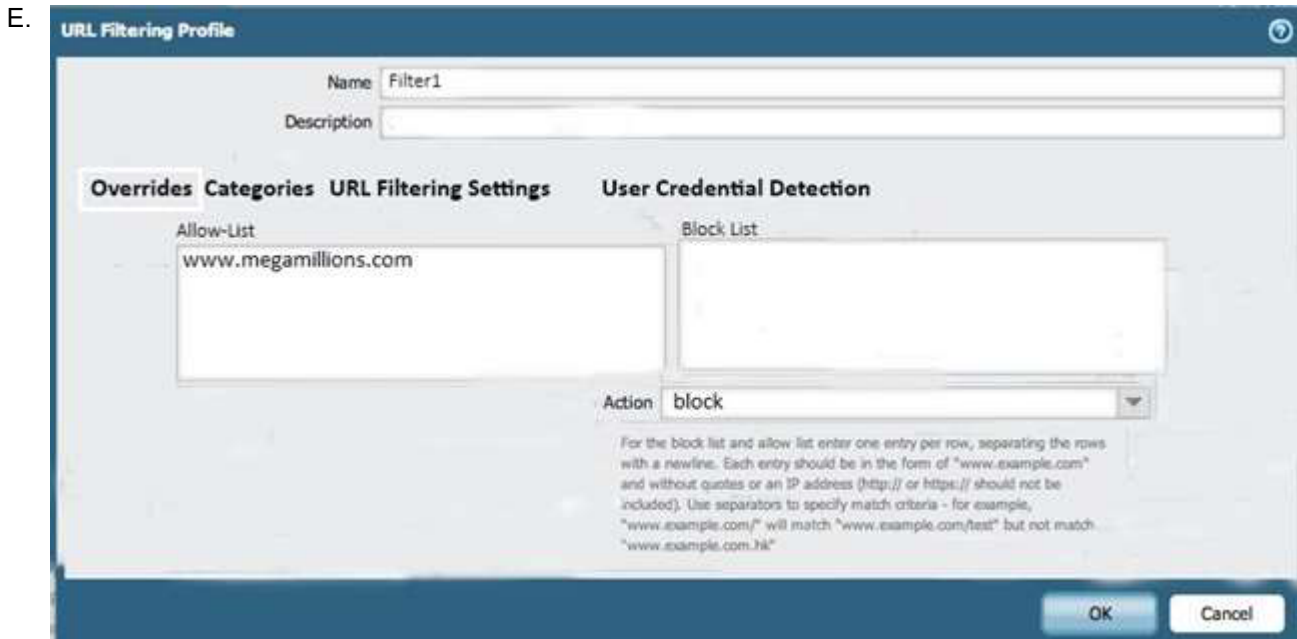 E.
URL Filtering Profile
Name Filter1
Description
Overrides Categories URL Filtering Settings User Credential Detection
Allow-List Block List
www.megamillions.com
Action block
For the block list and allow list enter one entry per row, separating the rows
with a newline. Each entry should be in the form of "www.example.com"
and without quotes or an IP address (http:// or https:// should not be
included). Use separators to specify match criteria - for example,
"www.example.com/" will match "www.example.com/test" but not match
"www.example.com.hk"
OK Cancel